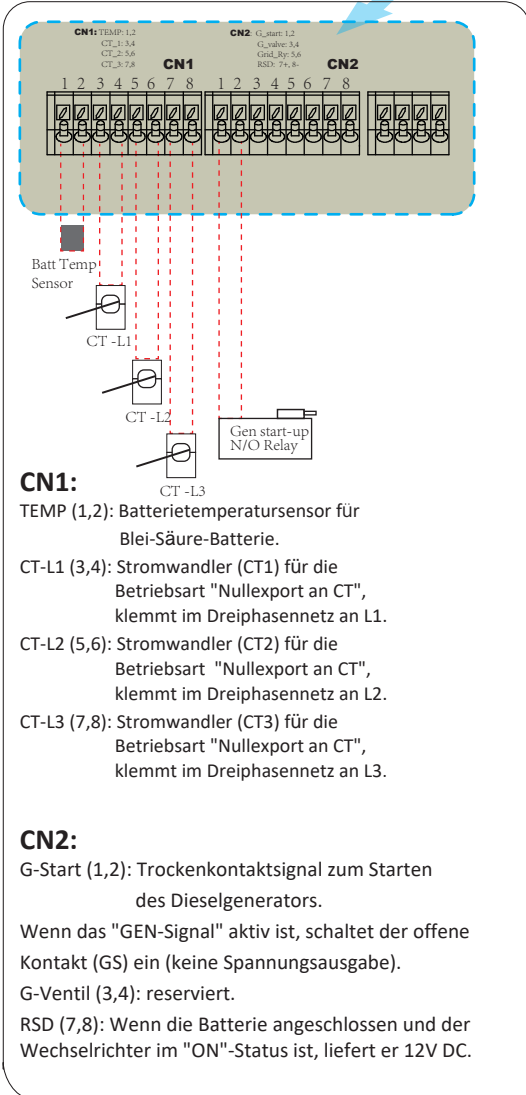 CN1: TEMP: 1,2
CT_1: 3,4
CT_2: 5,6
CT_3: 7,8
CN1
CN2: G_start: 1,2
G_valve: 3,4
Grid_Ry: 5,6
RSD: 7+, 8-
CN2
1 2 3 4 5 6 7 8 1 2 3 4 5 6 7 8
Batt Temp
Sensor
CT -L1
CT -L2
CT -L3
Gen start-up
N/O Relay
CN1:
TEMP (1,2): Batterietemperatursensor für
Blei-Säure-Batterie.
CT-L1 (3,4): Stromwandler (CT1) für die
Betriebsart "Nullexport an CT",
klemmt im Dreiphasennetz an L1.
CT-L2 (5,6): Stromwandler (CT2) für die
Betriebsart "Nullexport an CT",
klemmt im Dreiphasennetz an L2.
CT-L3 (7,8): Stromwandler (CT3) für die
Betriebsart "Nullexport an CT",
klemmt im Dreiphasennetz an L3.
CN2:
G-Start (1,2): Trockenkontaktsignal zum Starten
des Dieselgenerators.
Wenn das "GEN-Signal" aktiv ist, schaltet der offene
Kontakt (GS) ein (keine Spannungsausgabe).
G-Ventil (3,4): reserviert.
RSD (7,8): Wenn die Batterie angeschlossen und der
Wechselrichter im "ON"-Status ist, liefert er 12V DC.